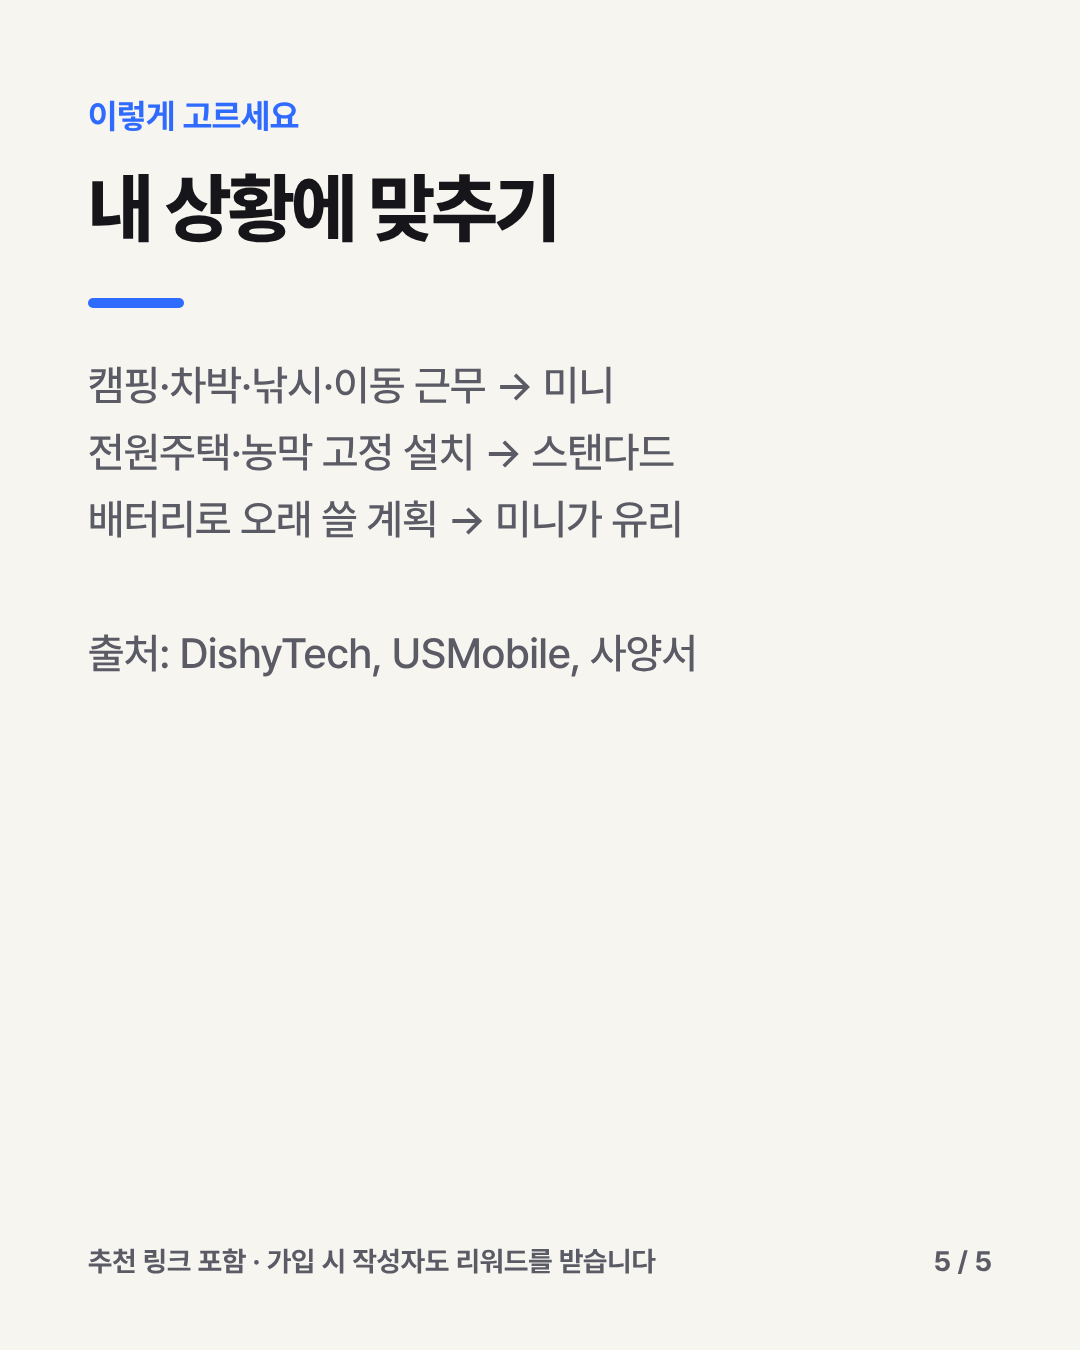 이렇게 고르세요
내 상황에 맞추기
캠핑·차박·낚시·이동 근무 → 미니
전원주택·농막 고정 설치 → 스탠다드
배터리로 오래 쓸 계획 → 미니가 유리
출처: DishyTech, USMobile, 사양서
추천 링크 포함 · 가입 시 작성자도 리워드를 받습니다
5 / 5